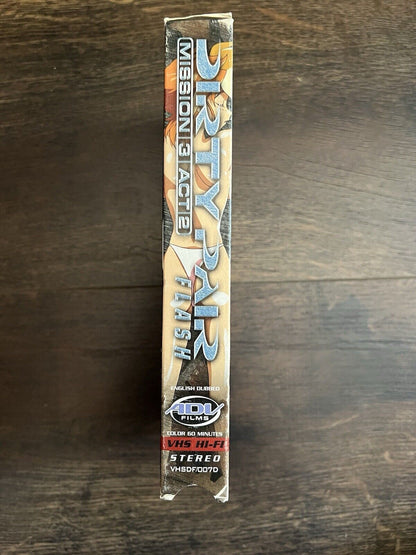 DIRTY PAIR
FLASH
MISSION 3 ACT 2
ENGLISH DUBBED
ADV
FILMS
COLOR 60 MINUTES
VHS HI-FI
STEREO
VHSDF/007D